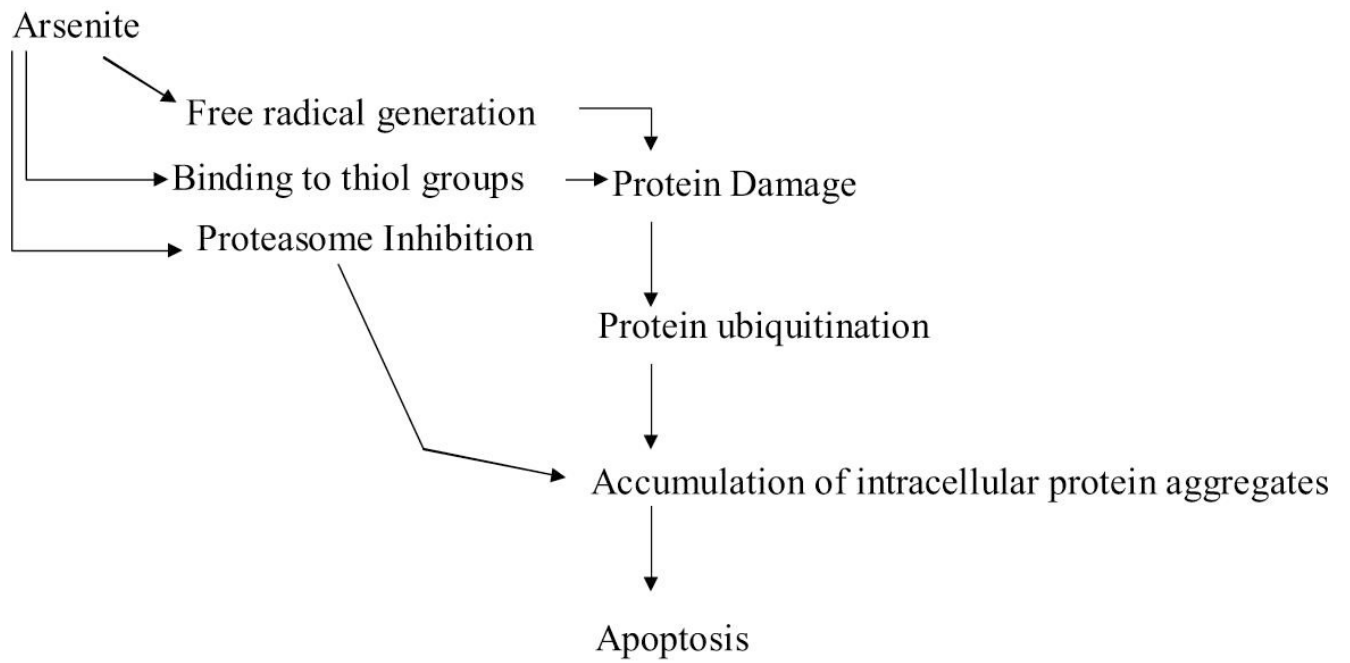 Arsenite
Free radical generation
Binding to thiol groups
Protein Damage
Proteasome Inhibition
Protein ubiquitination
Accumulation of intracellular protein aggregates
Apoptosis